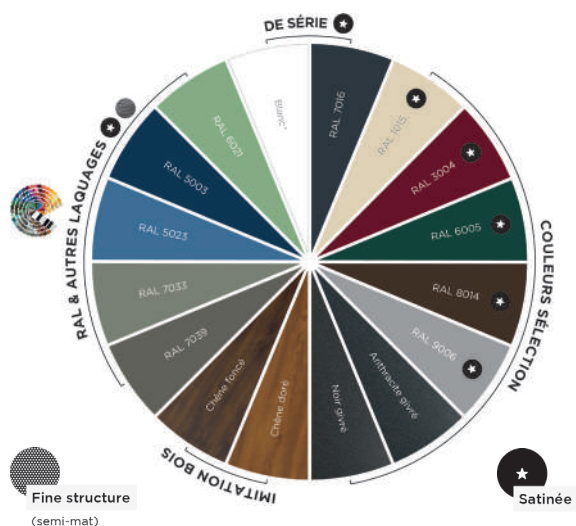 DE SÉRIE
Blanc*
RAL 7016
RAL 1015
RAL 3004
RAL 6005
RAL 8014
RAL 9006
Anthracite givré
Noir givré
COULEURS SÉLECTION
Chêne doré
Chêne foncé
IMITATION BOIS
RAL 7039
RAL 7033
RAL 5023
RAL 5003
RAL 6021
RAL & AUTRES LAQUAGES
Fine structure
(semi-mat)
Satinée